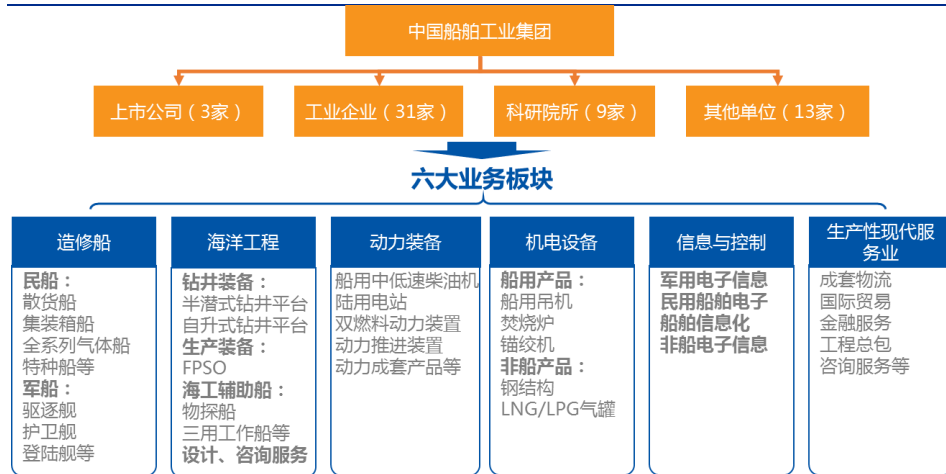 中国船舶工业集团
上市公司（3家）
工业企业（31家）
科研院所（9家）
其他单位（13家）
六大业务板块
造修船
民船：
散货船
集装箱船
全系列气体船
特种船等
军船：
驱逐舰
护卫舰
登陆舰等
海洋工程
钻井装备：
半潜式钻井平台
自升式钻井平台
生产装备：
FPSO
海工辅助船：
物探船
三用工作船等
设计、咨询服务
动力装备
船用中低速柴油机
陆用电站
双燃料动力装置
动力推进装置
动力成套产品等
机电设备
船用产品：
船用吊机
焚烧炉
锚绞机
非船产品：
钢结构
LNG/LPG气罐
信息与控制
军用电子信息
民用船舶电子
船舶信息化
非船电子信息
生产性现代服
务业
成套物流
国际贸易
金融服务
工程总包
咨询服务等